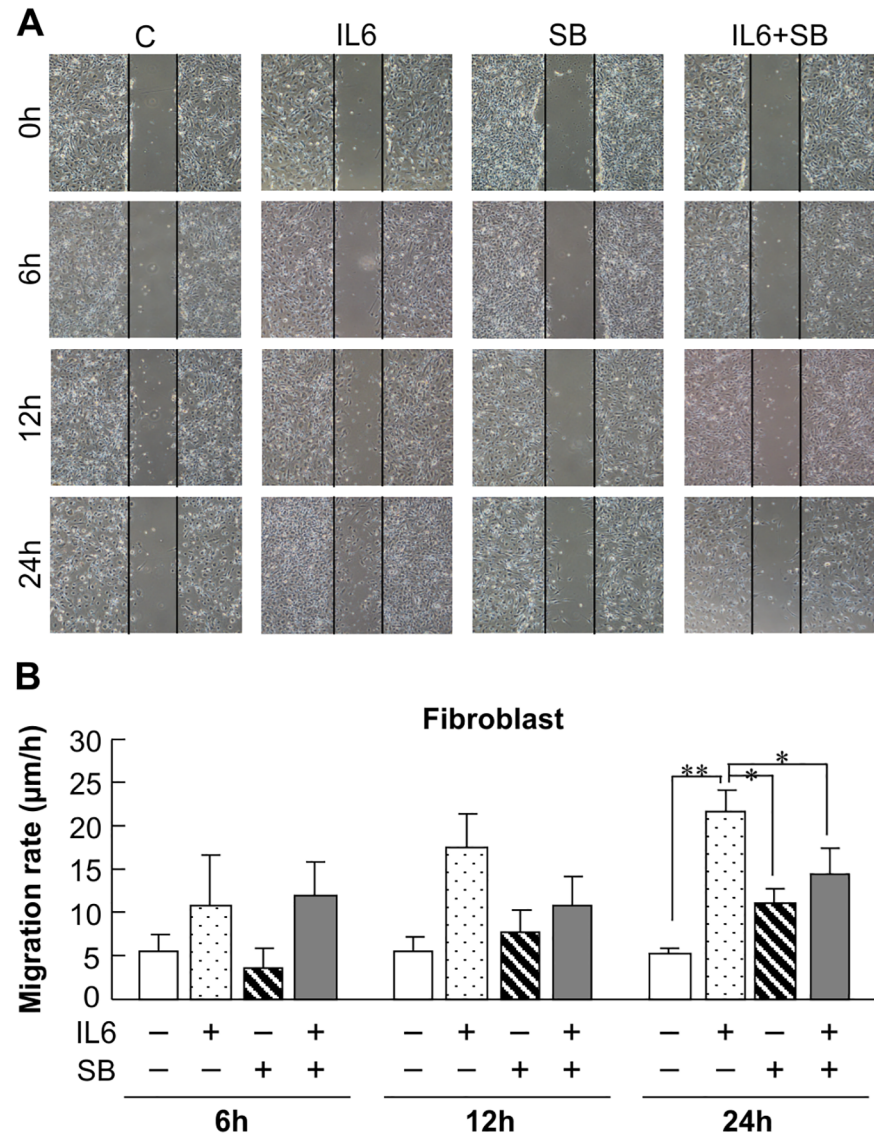 A
C IL6 SB IL6+SB
0h
6h
12h
24h
B
Fibroblast
Migration rate (µm/h)
30
25
20
15
10
5
0
** * *
IL6 − + − + − + − + − + − +
SB − − + + − − + + − − + +
6h 12h 24h